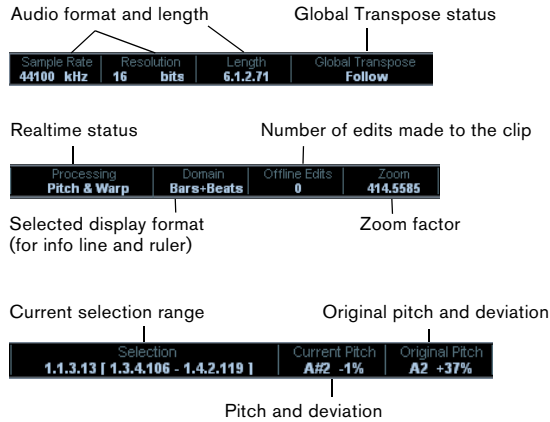 Audio format and length
Global Transpose status
Sample Rate Resolution Length Global Transpose
44100 kHz 16 bits 6.1.2.71 Follow
Realtime status
Number of edits made to the clip
Processing Domain Offline Edits Zoom
Pitch & Warp Bars+Beats 0 414.5585
Selected display format
(for info line and ruler)
Zoom factor
Current selection range
Original pitch and deviation
Selection Current Pitch Original Pitch
1.1.3.13 [ 1.3.4.106 - 1.4.2.119 ] A#2 -1% A2 +37%
Pitch and deviation